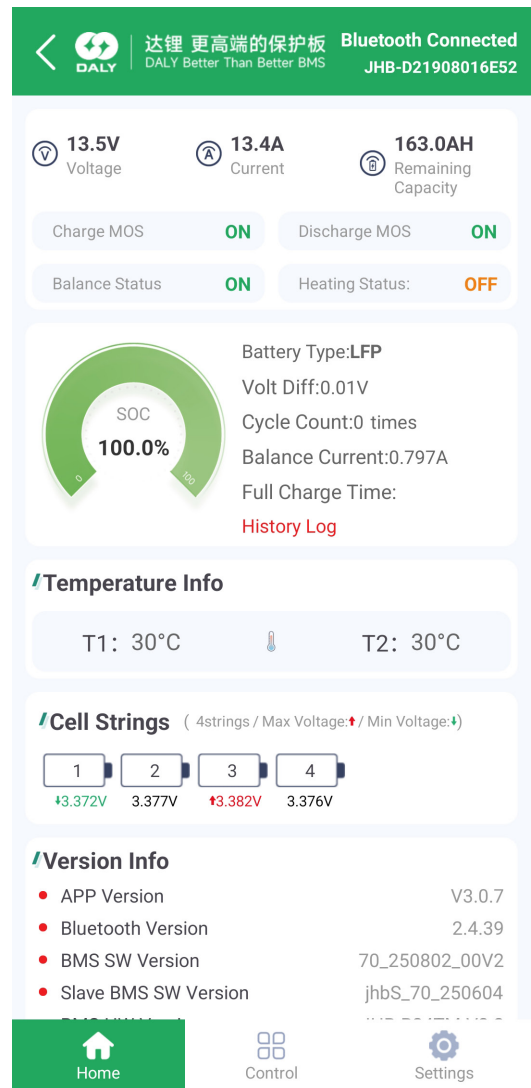 DALY
达锂 更高端的保护板
DALY Better Than Better BMS
Bluetooth Connected
JHB-D21908016E52
13.5V
Voltage
13.4A
Current
163.0AH
Remaining
Capacity
Charge MOS ON
Discharge MOS ON
Balance Status ON
Heating Status: OFF
SOC
100.0%
0
100
Battery Type:LFP
Volt Diff:0.01V
Cycle Count:0 times
Balance Current:0.797A
Full Charge Time:
History Log
Temperature Info
T1: 30°C
T2: 30°C
Cell Strings ( 4strings / Max Voltage:⬆ / Min Voltage:⬇)
1 2 3 4
⬇3.372V 3.377V ⬆3.382V 3.376V
Version Info
APP Version V3.0.7
Bluetooth Version 2.4.39
BMS SW Version 70_250802_00V2
Slave BMS SW Version jhbS_70_250604
Home Control Settings